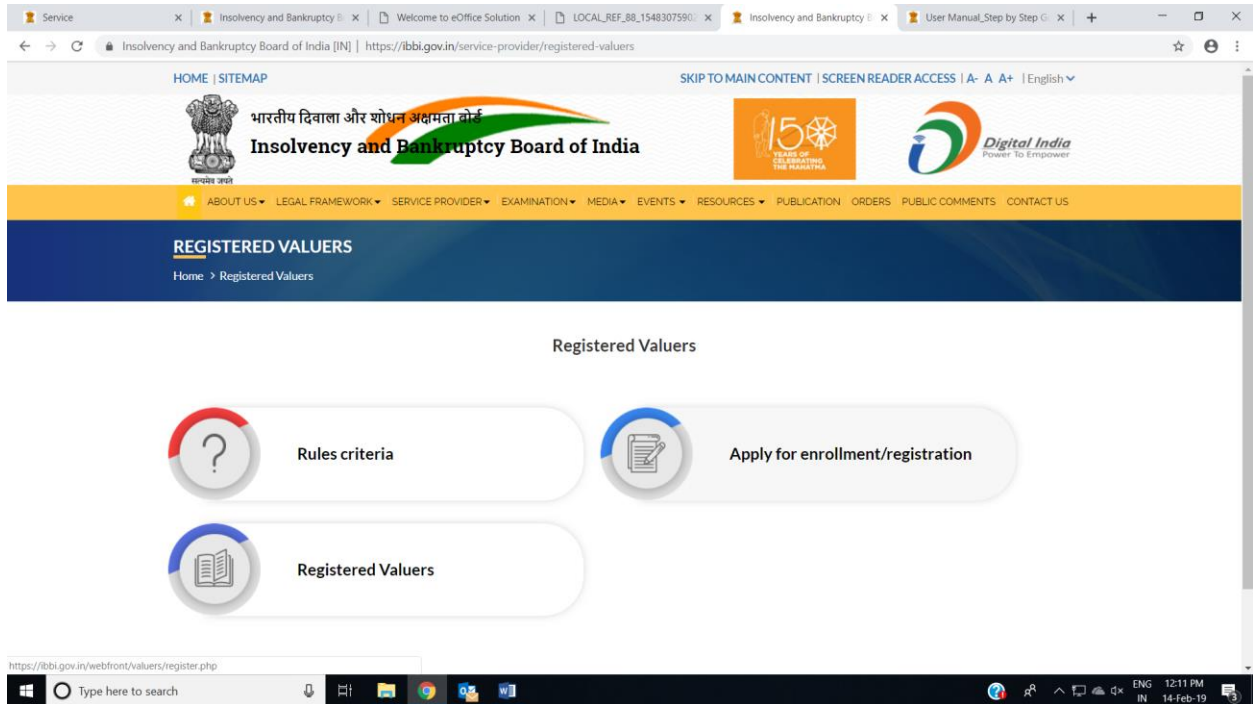 Service
Insolvency and Bankruptcy B
Welcome to eOffice Solution
LOCAL_REF_88_1548307590
Insolvency and Bankruptcy B
User Manual_Step by Step G
Insolvency and Bankruptcy Board of India [IN] | https://ibbi.gov.in/service-provider/registered-valuers
HOME | SITEMAP
SKIP TO MAIN CONTENT | SCREEN READER ACCESS | A- A A+ | English
भारतीय दिवाला और शोधन अक्षमता बोर्ड
Insolvency and Bankruptcy Board of India
सत्यमेव जयते
150
YEARS OF
CELEBRATING
THE MAHATMA
Digital India
Power To Empower
ABOUT US LEGAL FRAMEWORK SERVICE PROVIDER EXAMINATION MEDIA EVENTS RESOURCES PUBLICATION ORDERS PUBLIC COMMENTS CONTACT US
REGISTERED VALUERS
Home > Registered Valuers
Registered Valuers
Rules criteria
Apply for enrollment/registration
Registered Valuers
https://ibbi.gov.in/webfront/valuers/register.php
Type here to search
ENG 12:11 PM
IN 14-Feb-19
3